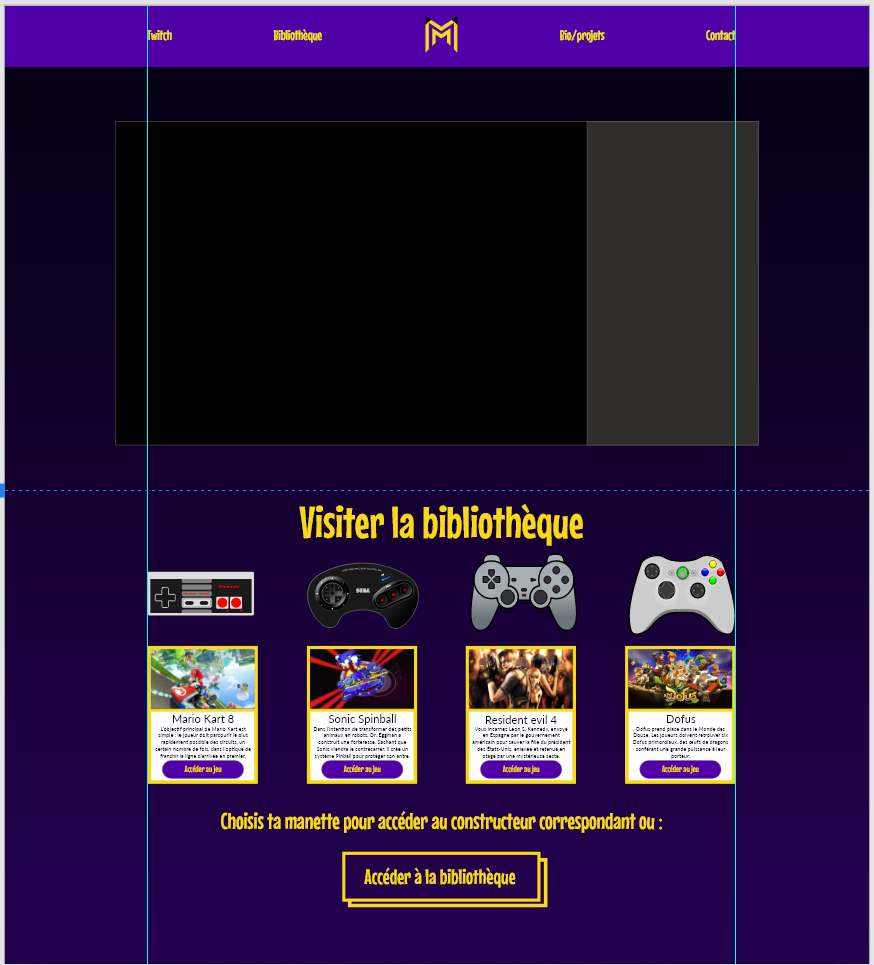 Twitch
Bibliothèque
Bio/projets
Contact
Visiter la bibliothèque
Nintendo
SEGA
Mario Kart 8
L'objectif principal de Mario Kart est
simple : le joueur doit parcourir le plus
rapidement possible des circuits, un
certain nombre de fois, dans l'optique de
franchir la ligne d'arrivée en premier.
Accéder au jeu
Sonic Spinball
Dans l'intention de transformer des petits
animaux en robots, Dr. Eggman a
construit une forteresse. Sachant que
Sonic viendra le contrecarrer, il crée un
système Pinball pour protéger son antre.
Accéder au jeu
Resident evil 4
Vous incarnez Leon S. Kennedy, envoyé
en Espagne par le gouvernement
américain pour sauver la fille du président
des États-Unis, enlevée et retenue en
otage par une mystérieuse secte.
Accéder au jeu
Dofus
Dofus
Dofus prend place dans le Monde des
Douze. Les joueurs doivent retrouver six
Dofus primordiaux, des œufs de dragons
conférant une grande puissance à leur
porteur.
Accéder au jeu
Choisis ta manette pour accéder au constructeur correspondant ou :
Accéder à la bibliothèque